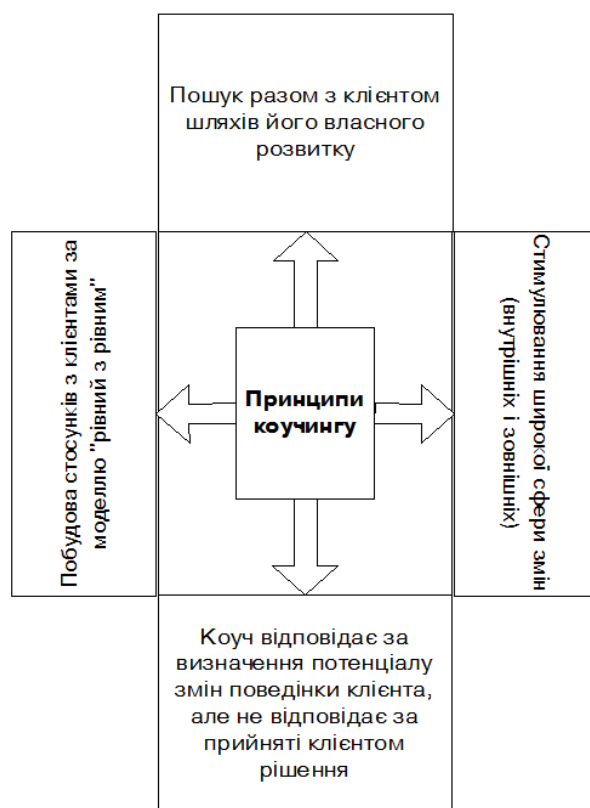 Пошук разом з клієнтом
шляхів його власного
розвитку
Побудова стосунків з клієнтами за
моделлю "рівний з рівним"
Принципи
коучингу
Стимулювання широкої сфери змін
(внутрішніх і зовнішніх)
Коуч відповідає за
визначення потенціалу
змін поведінки клієнта,
але не відповідає за
прийняті клієнтом
рішення